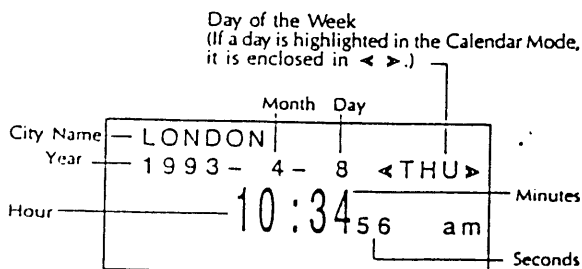 Day of the Week
(If a day is highlighted in the Calendar Mode,
it is enclosed in < >.)
Month Day
City Name LONDON
Year 1993- 4- 8 <THU>
Minutes
Hour 10:34 56 am
Seconds